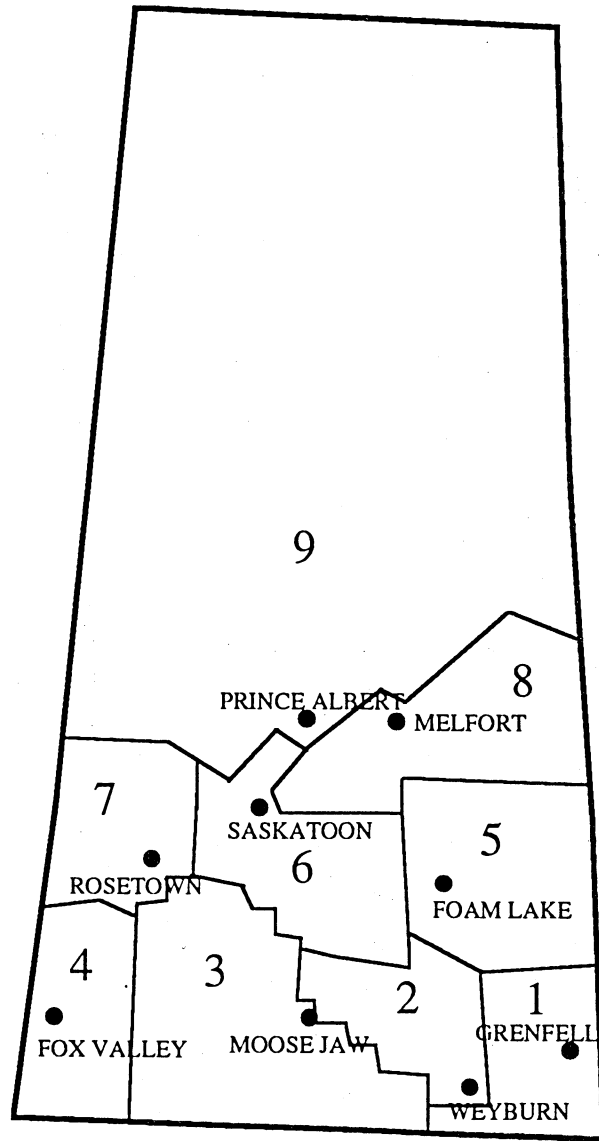 9
8
PRINCE ALBERT
MELFORT
7
SASKATOON
5
6
ROSETOWN
FOAM LAKE
4
3
2
1
FOX VALLEY
MOOSE JAW
GRENFELL
WEYBURN